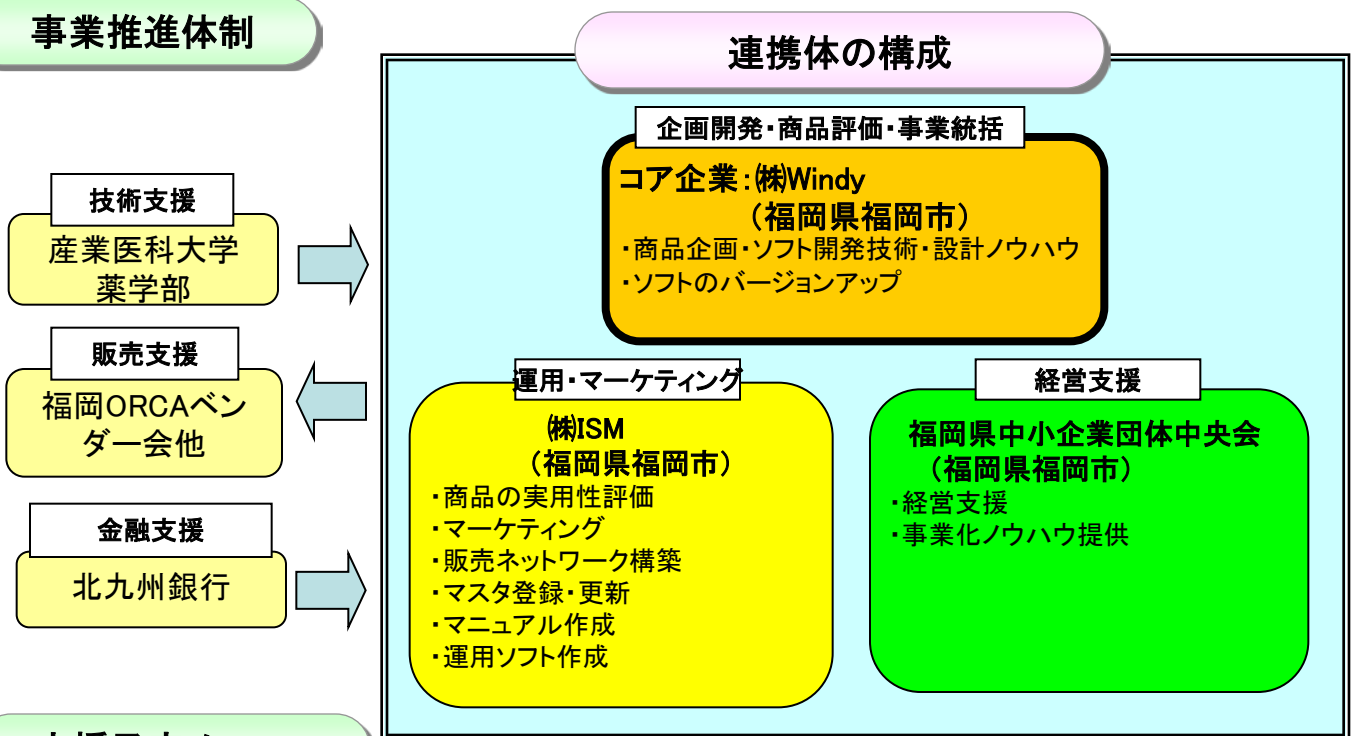 事業推進体制
連携体の構成
技術支援
産業医科大学
薬学部
販売支援
福岡ORCAベン
ダー会他
金融支援
北九州銀行
企画開発・商品評価・事業統括
コア企業:㈱Windy
(福岡県福岡市)
・商品企画・ソフト開発技術・設計ノウハウ
・ソフトのバージョンアップ
運用・マーケティング
㈱ISM
(福岡県福岡市)
・商品の実用性評価
・マーケティング
・販売ネットワーク構築
・マスタ登録・更新
・マニュアル作成
・運用ソフト作成
経営支援
福岡県中小企業団体中央会
(福岡県福岡市)
・経営支援
・事業化ノウハウ提供